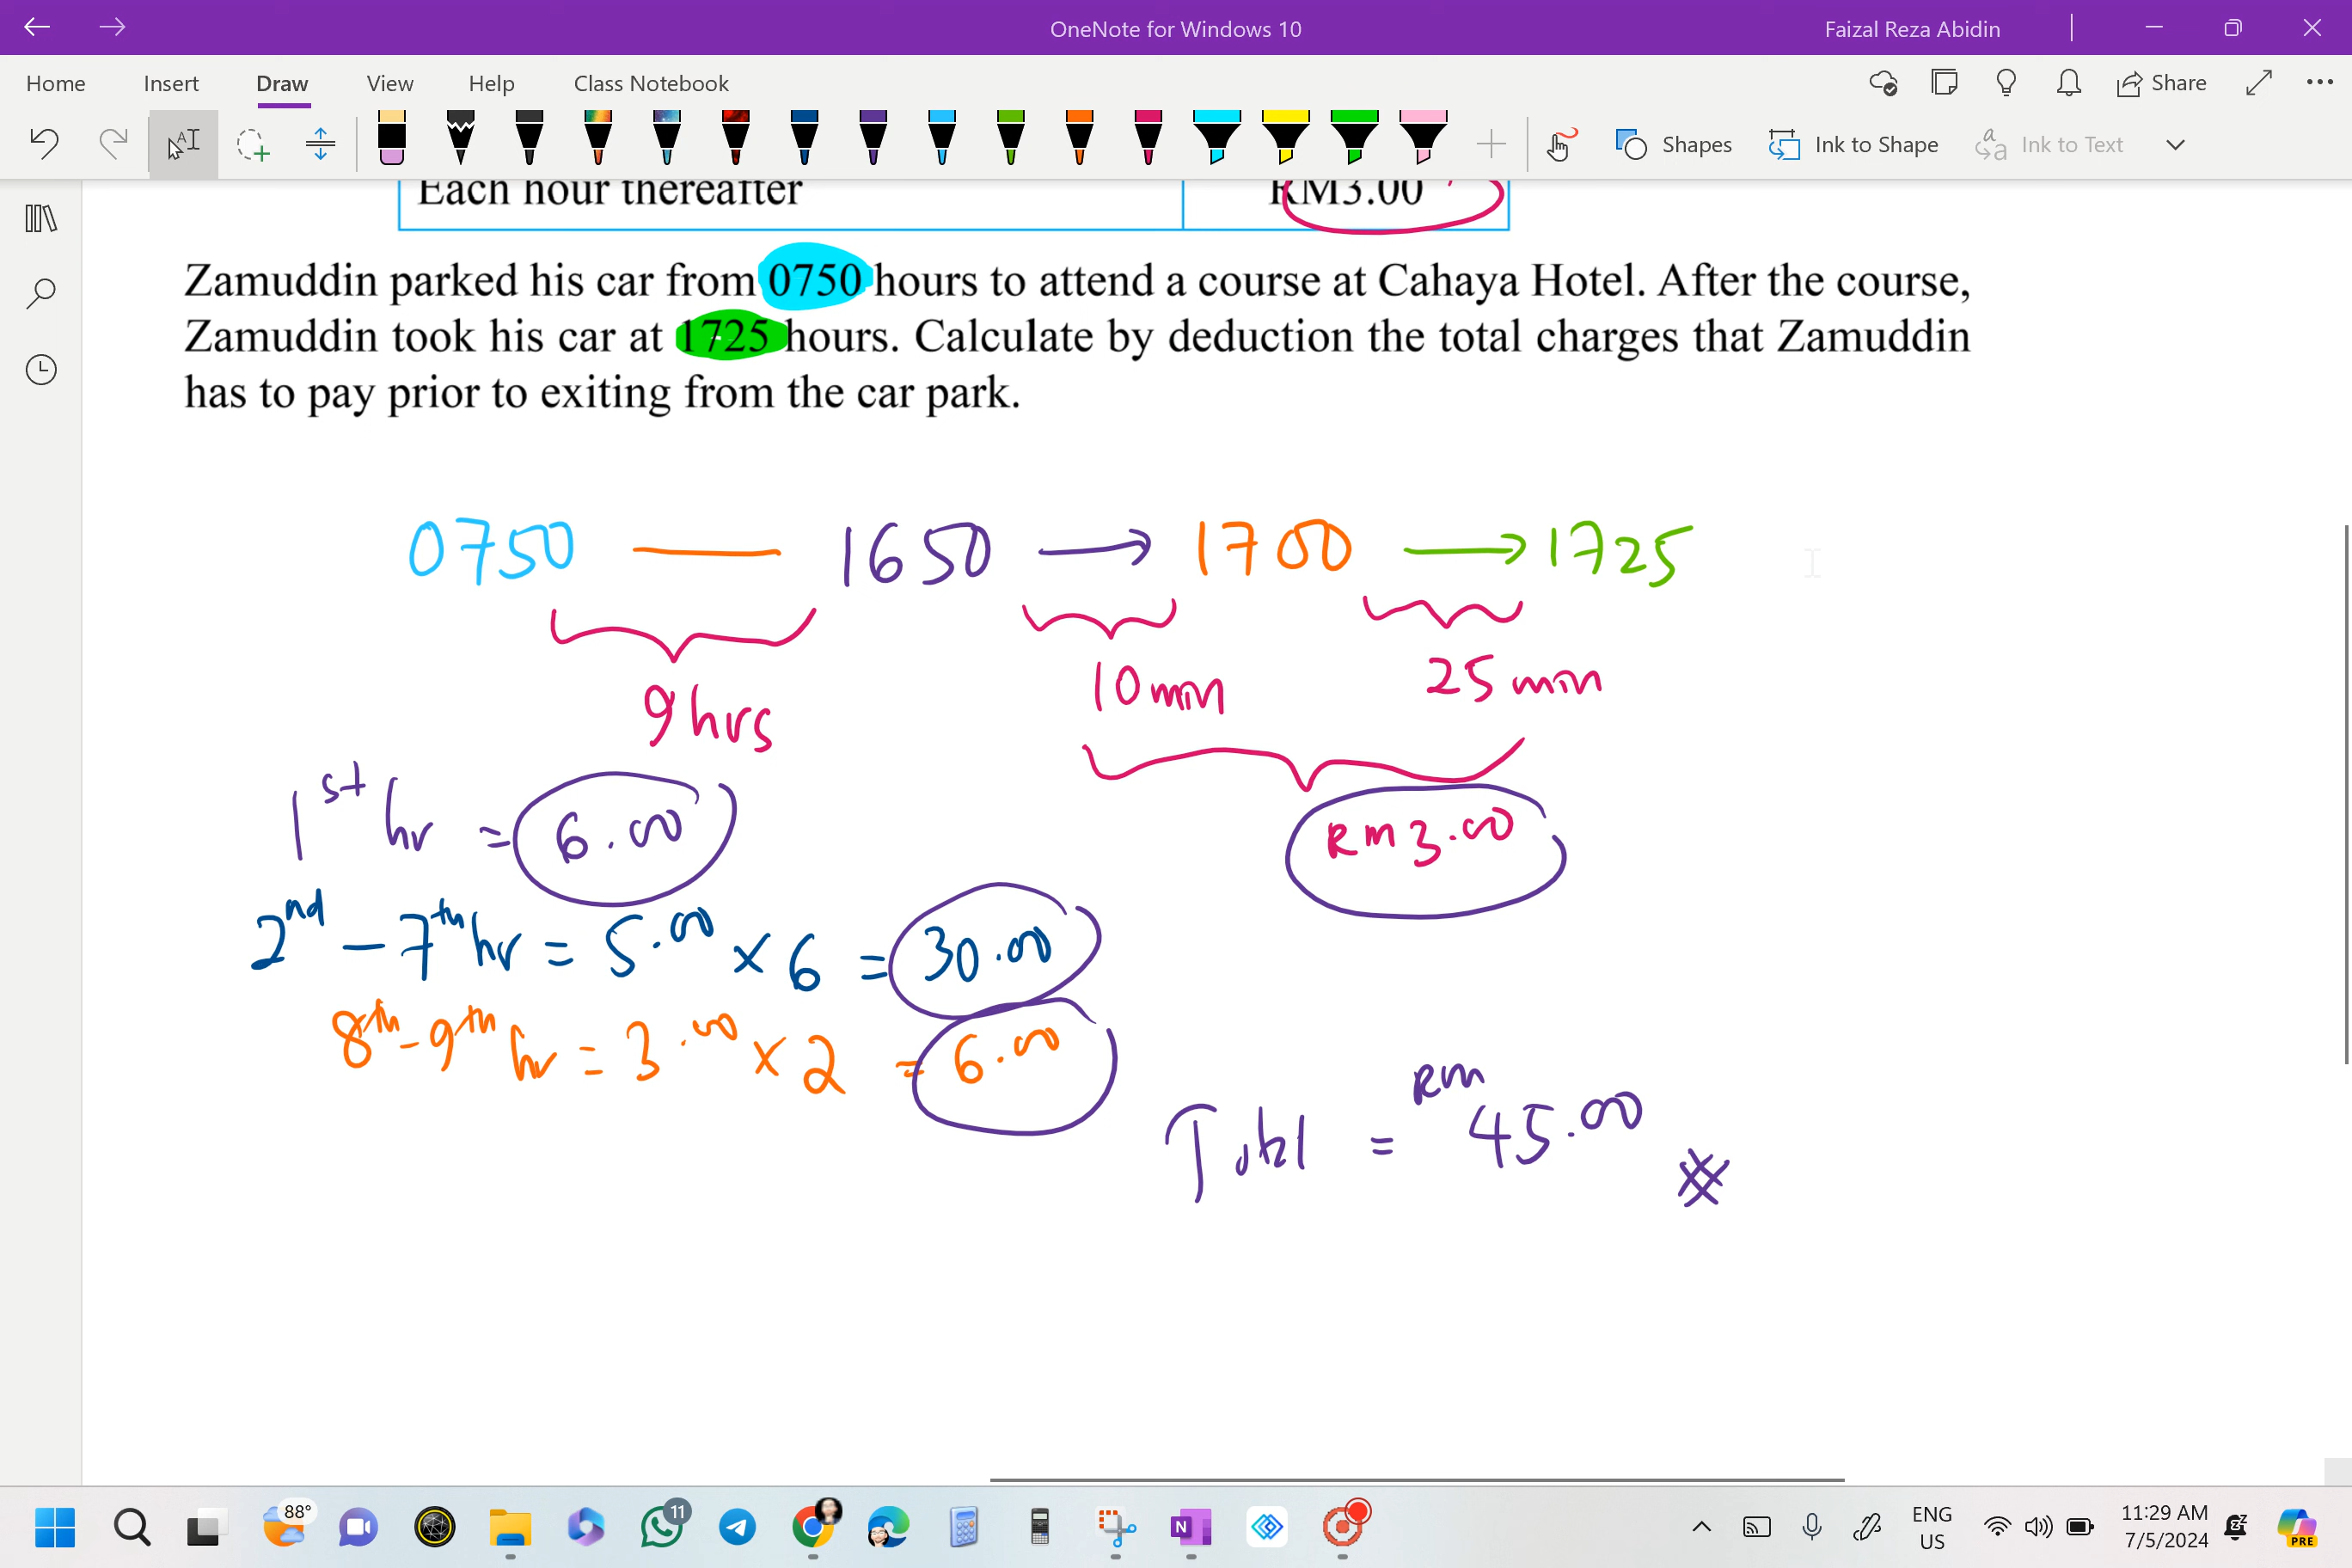 OneNote for Windows 10
Faizal Reza Abidin
Home Insert Draw View Help Class Notebook Share
Shapes Ink to Shape Ink to Text
Each hour thereafter RM3.00
Zamuddin parked his car from 0750 hours to attend a course at Cahaya Hotel. After the course,
Zamuddin took his car at 1725 hours. Calculate by deduction the total charges that Zamuddin
has to pay prior to exiting from the car park.
0750 — 1650 → 1700 → 1725
9 hrs 10 min 25 min
1st hr = 6.00 RM 3.00
2nd – 7th hr = 5.00 × 6 = 30.00
8th – 9th hr = 3.00 × 2 = 6.00
Total = RM 45.00
88° 11 ENG US 11:29 AM 7/5/2024 PRE